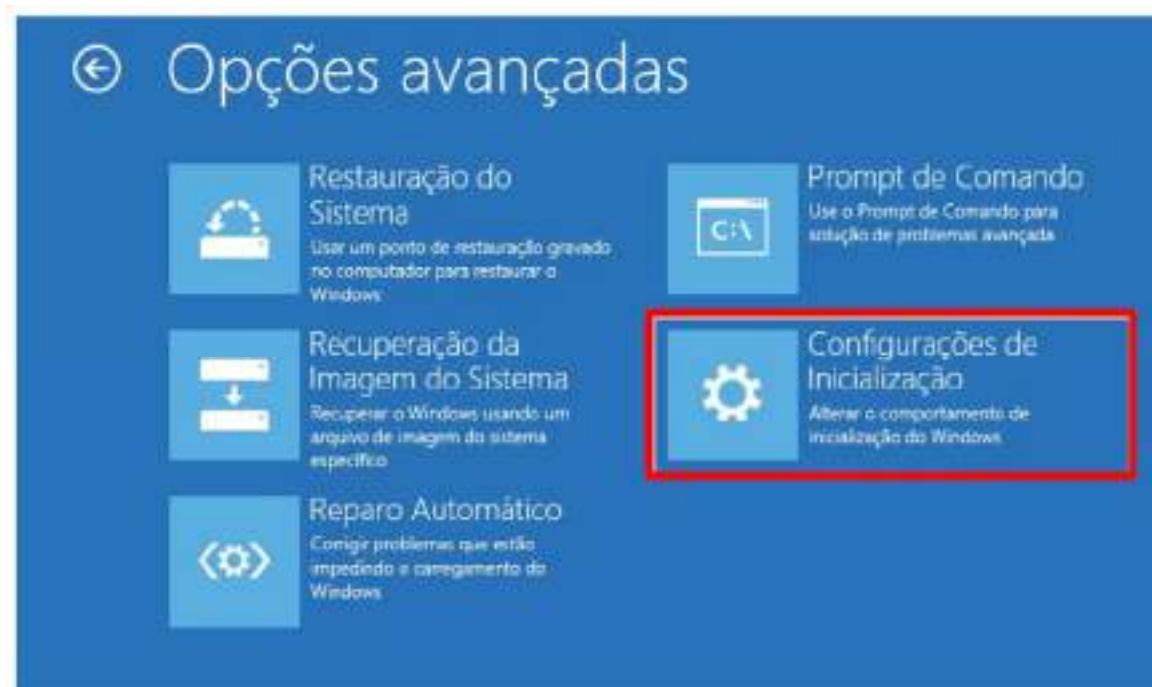 Opções avançadas
Restauração do
Sistema
Usar um ponto de restauração gravado
no computador para restaurar o
Windows
Recuperação da
Imagem do Sistema
Recuperar o Windows usando um
arquivo de imagem do sistema
específico
Reparo Automático
Corrigir problemas que estão
impedindo o carregamento do
Windows
C:\
Prompt de Comando
Use o Prompt de Comando para
solução de problemas avançada
Configurações de
Inicialização
Alterar o comportamento de
inicialização do Windows